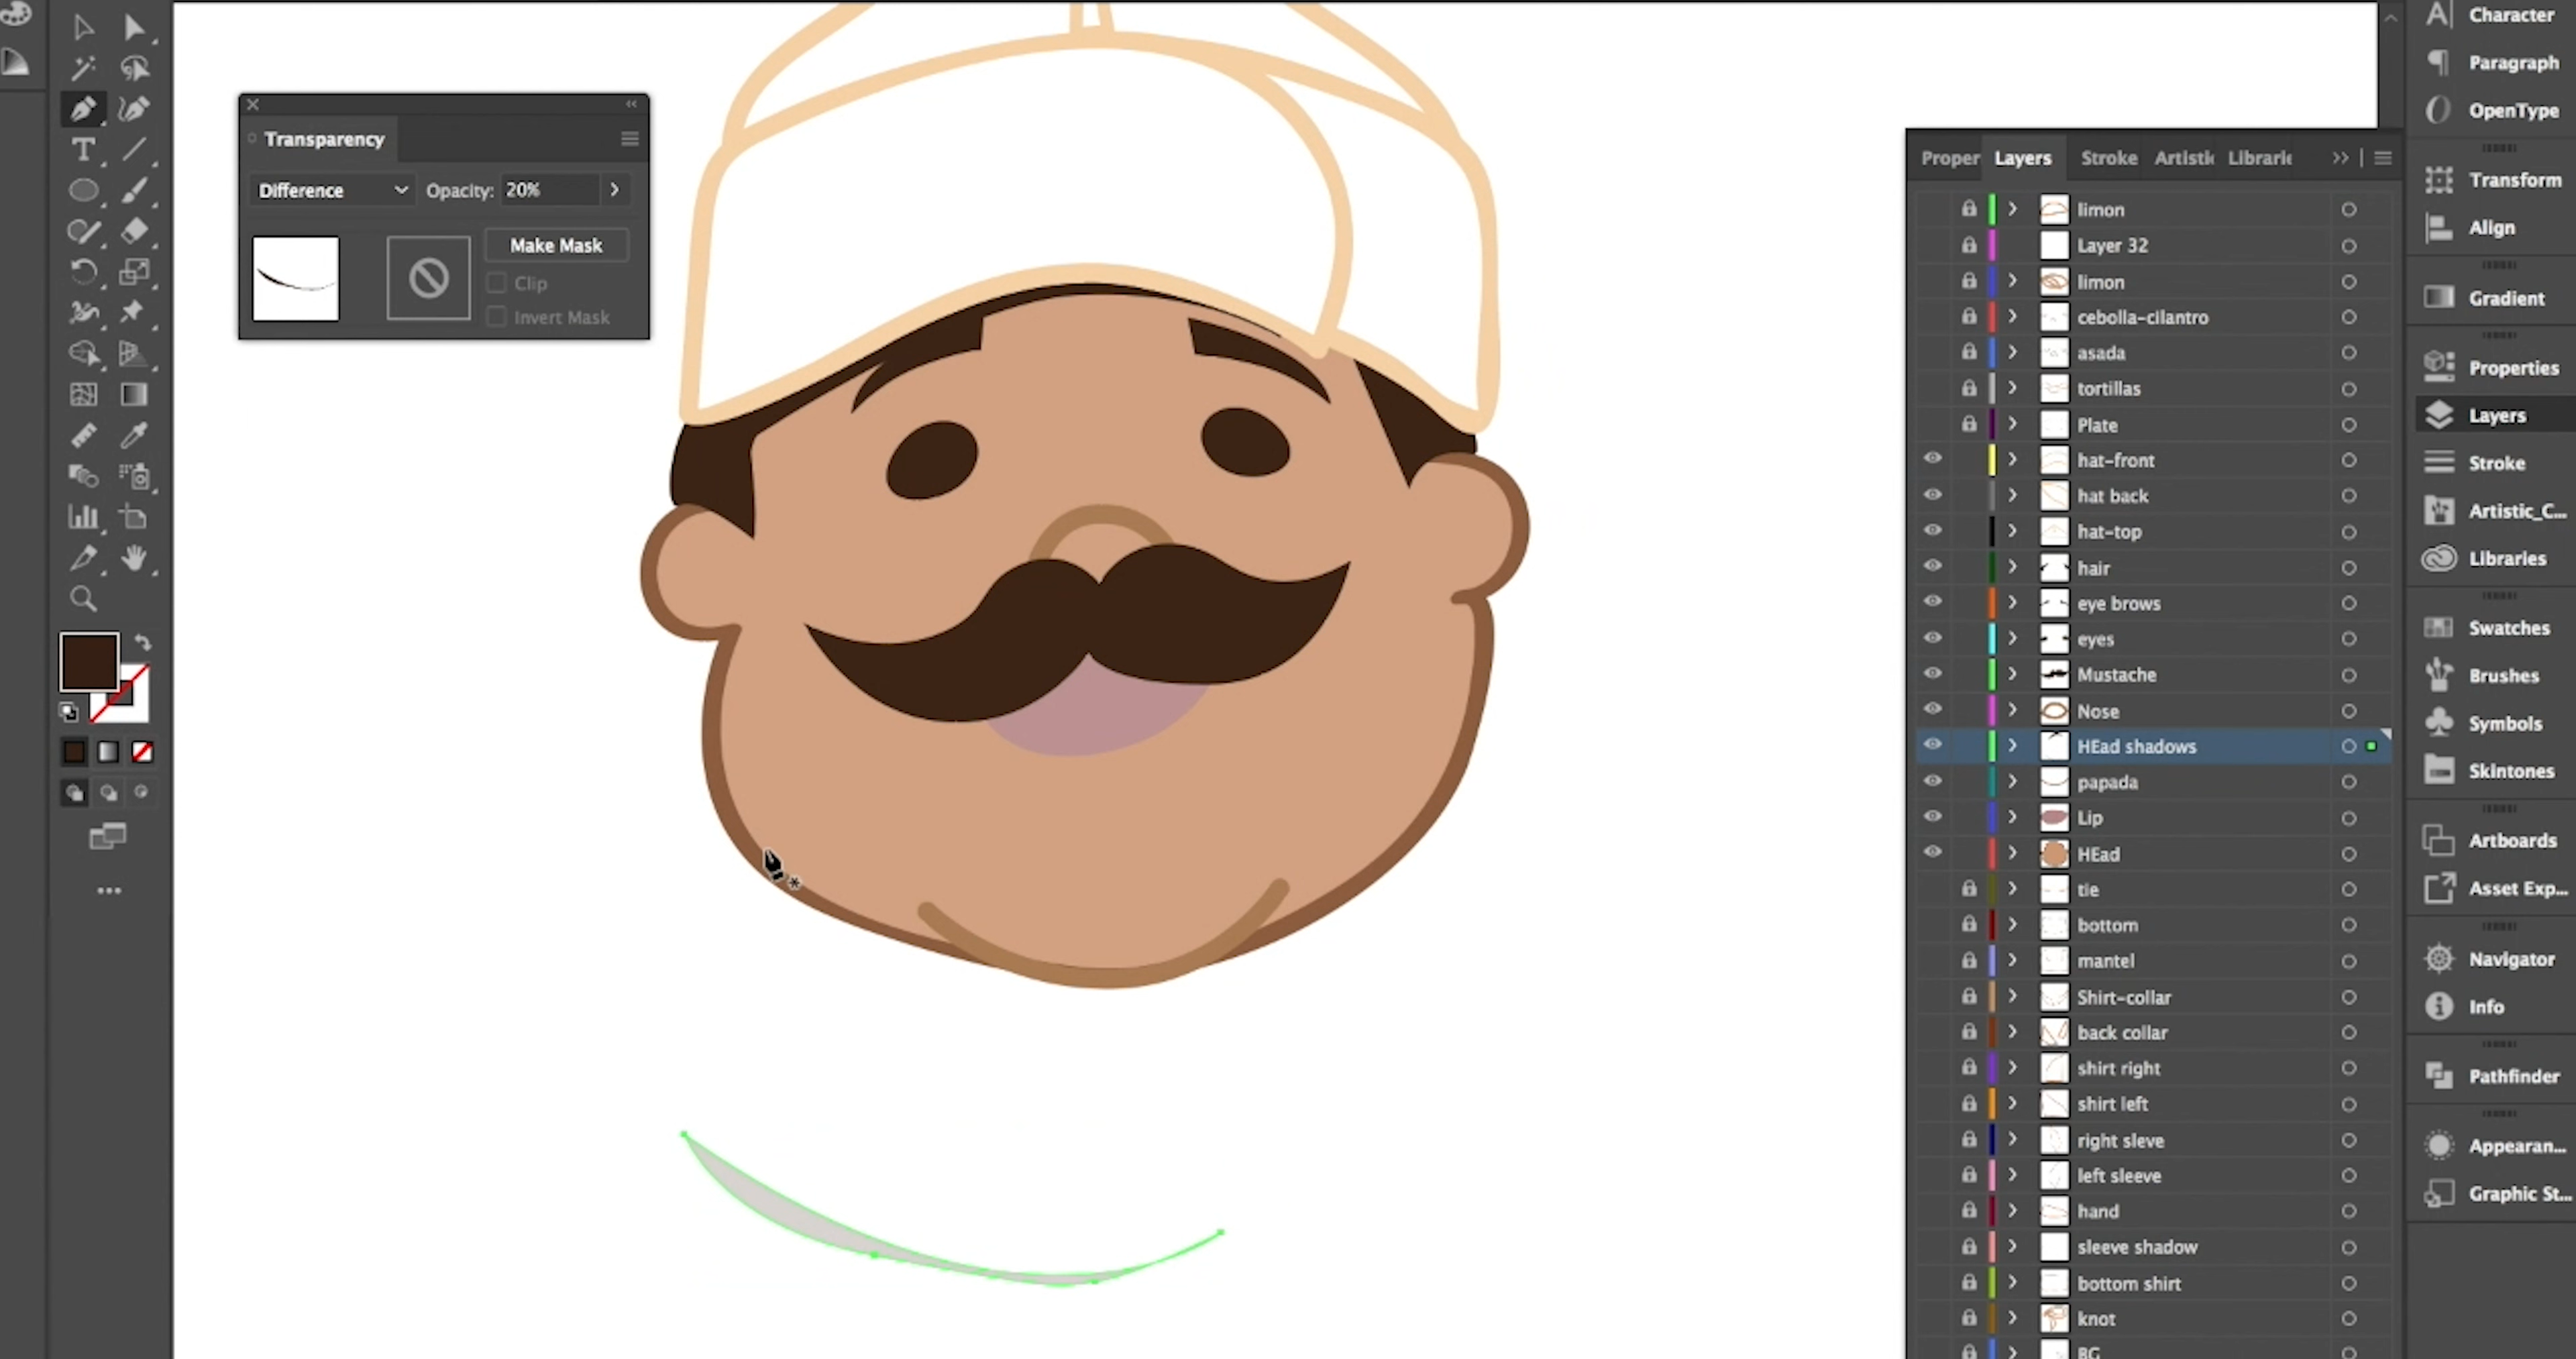 Transparency
Difference
Opacity: 20%
Make Mask
Clip
Invert Mask
Proper Layers Stroke Artistic Librarie
limon
Layer 32
limon
cebolla-cilantro
asada
tortillas
Plate
hat-front
hat back
hat-top
hair
eye brows
eyes
Mustache
Nose
HEad shadows
papada
Lip
HEad
tie
bottom
mantel
Shirt-collar
back collar
shirt right
shirt left
right sleve
left sleeve
hand
sleeve shadow
bottom shirt
knot
BG
Character
Paragraph
OpenType
Transform
Align
Gradient
Properties
Layers
Stroke
Artistic_C...
Libraries
Swatches
Brushes
Symbols
Skintones
Artboards
Asset Exp...
Navigator
Info
Pathfinder
Appearan...
Graphic St...